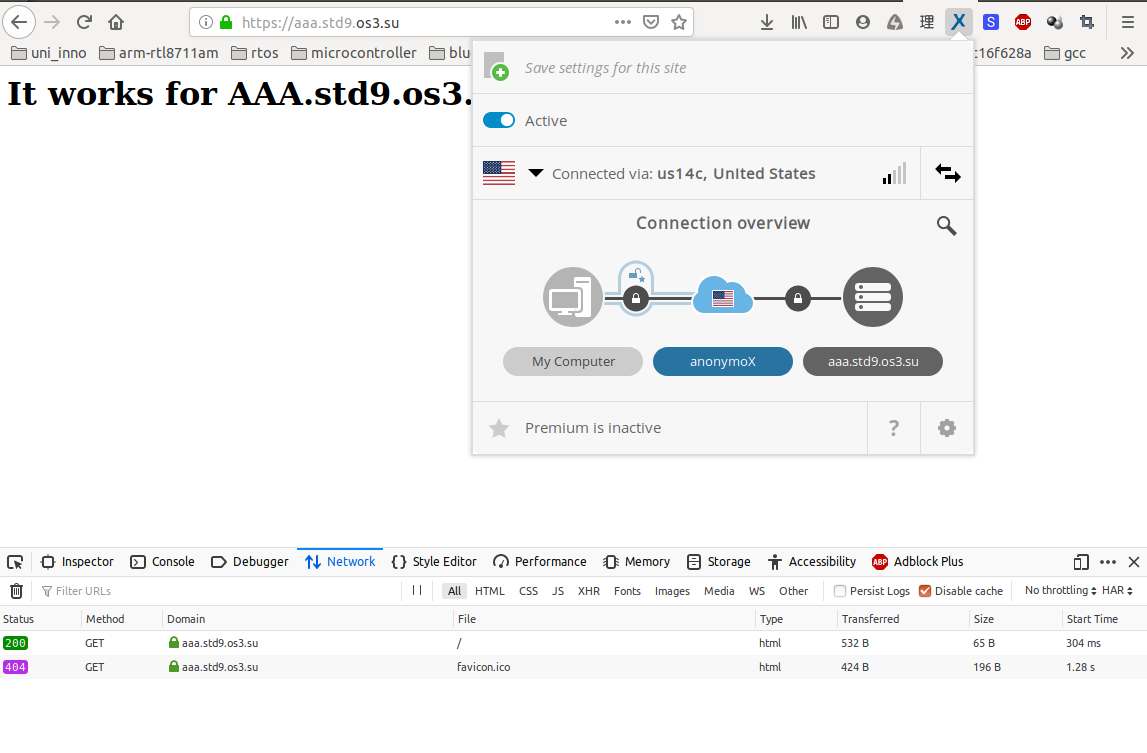 https://aaa.std9.os3.su
理 X S ABP
uni_inno arm-rtl8711am rtos microcontroller blu c16f628a gcc
It works for AAA.std9.os3.
Save settings for this site
Active
Connected via: us14c, United States
Connection overview
My Computer anonymoX aaa.std9.os3.su
Premium is inactive ?
Inspector Console Debugger Network Style Editor Performance Memory Storage Accessibility ABP Adblock Plus
Filter URLs All HTML CSS JS XHR Fonts Images Media WS Other Persist Logs Disable cache No throttling HAR
Status Method Domain File Type Transferred Size Start Time
200 GET aaa.std9.os3.su / html 532 B 65 B 304 ms
404 GET aaa.std9.os3.su favicon.ico html 424 B 196 B 1.28 s